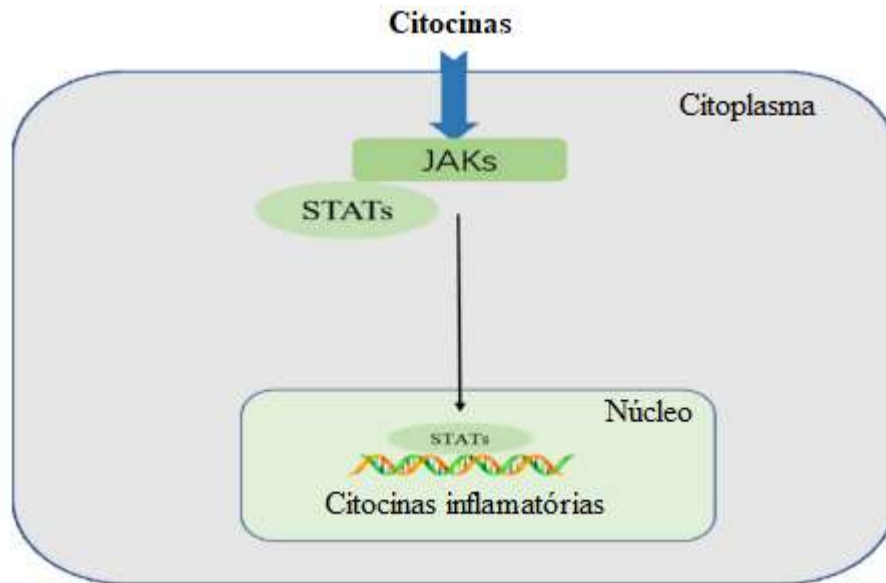 Citocinas
Citoplasma
JAKs
STATs
Núcleo
STATs
Citocinas inflamatórias